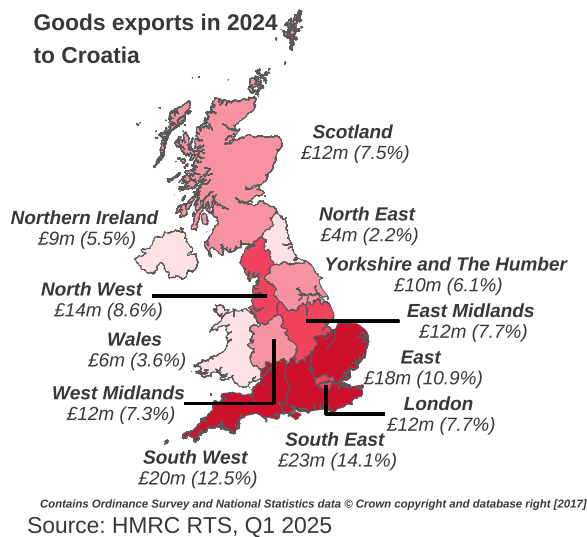 Goods exports in 2024
to Croatia
Scotland
£12m (7.5%)
Northern Ireland
£9m (5.5%)
North East
£4m (2.2%)
Yorkshire and The Humber
£10m (6.1%)
North West
£14m (8.6%)
East Midlands
£12m (7.7%)
Wales
£6m (3.6%)
East
£18m (10.9%)
West Midlands
£12m (7.3%)
London
£12m (7.7%)
South East
£23m (14.1%)
South West
£20m (12.5%)
Contains Ordinance Survey and National Statistics data © Crown copyright and database right [2017]
Source: HMRC RTS, Q1 2025